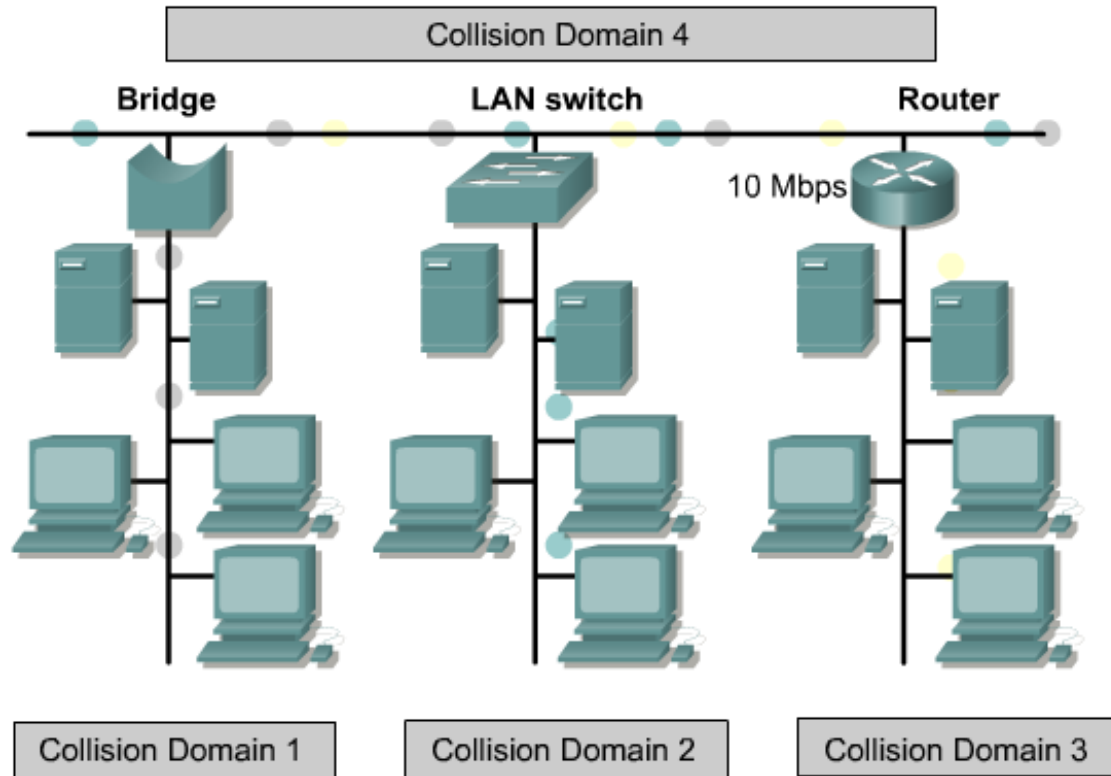 Collision Domain 4
Bridge
LAN switch
Router
10 Mbps
Collision Domain 1
Collision Domain 2
Collision Domain 3